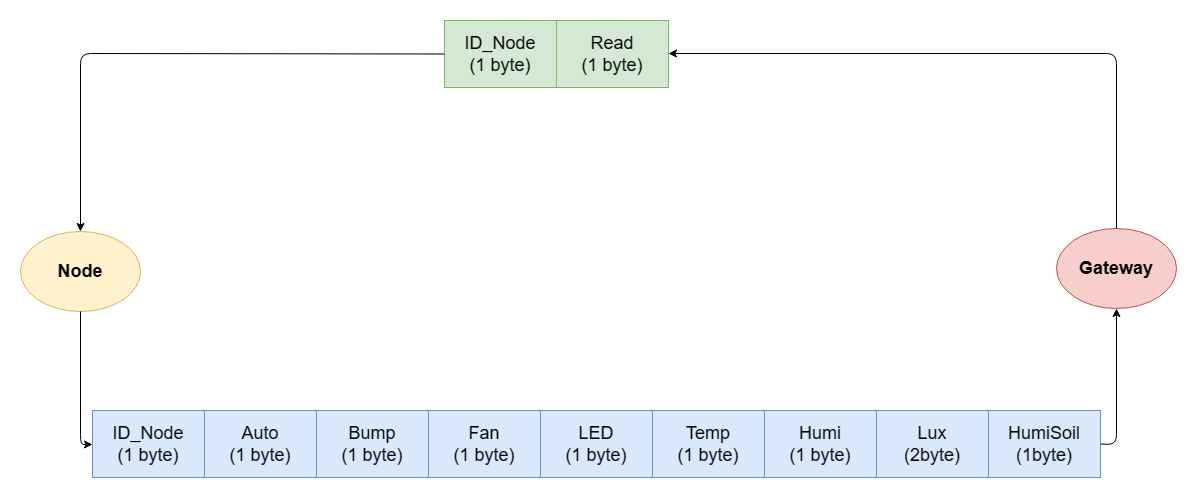 ID_Node
(1 byte)
Read
(1 byte)
Node
Gateway
ID_Node
(1 byte)
Auto
(1 byte)
Bump
(1 byte)
Fan
(1 byte)
LED
(1 byte)
Temp
(1 byte)
Humi
(1 byte)
Lux
(2byte)
HumiSoil
(1byte)